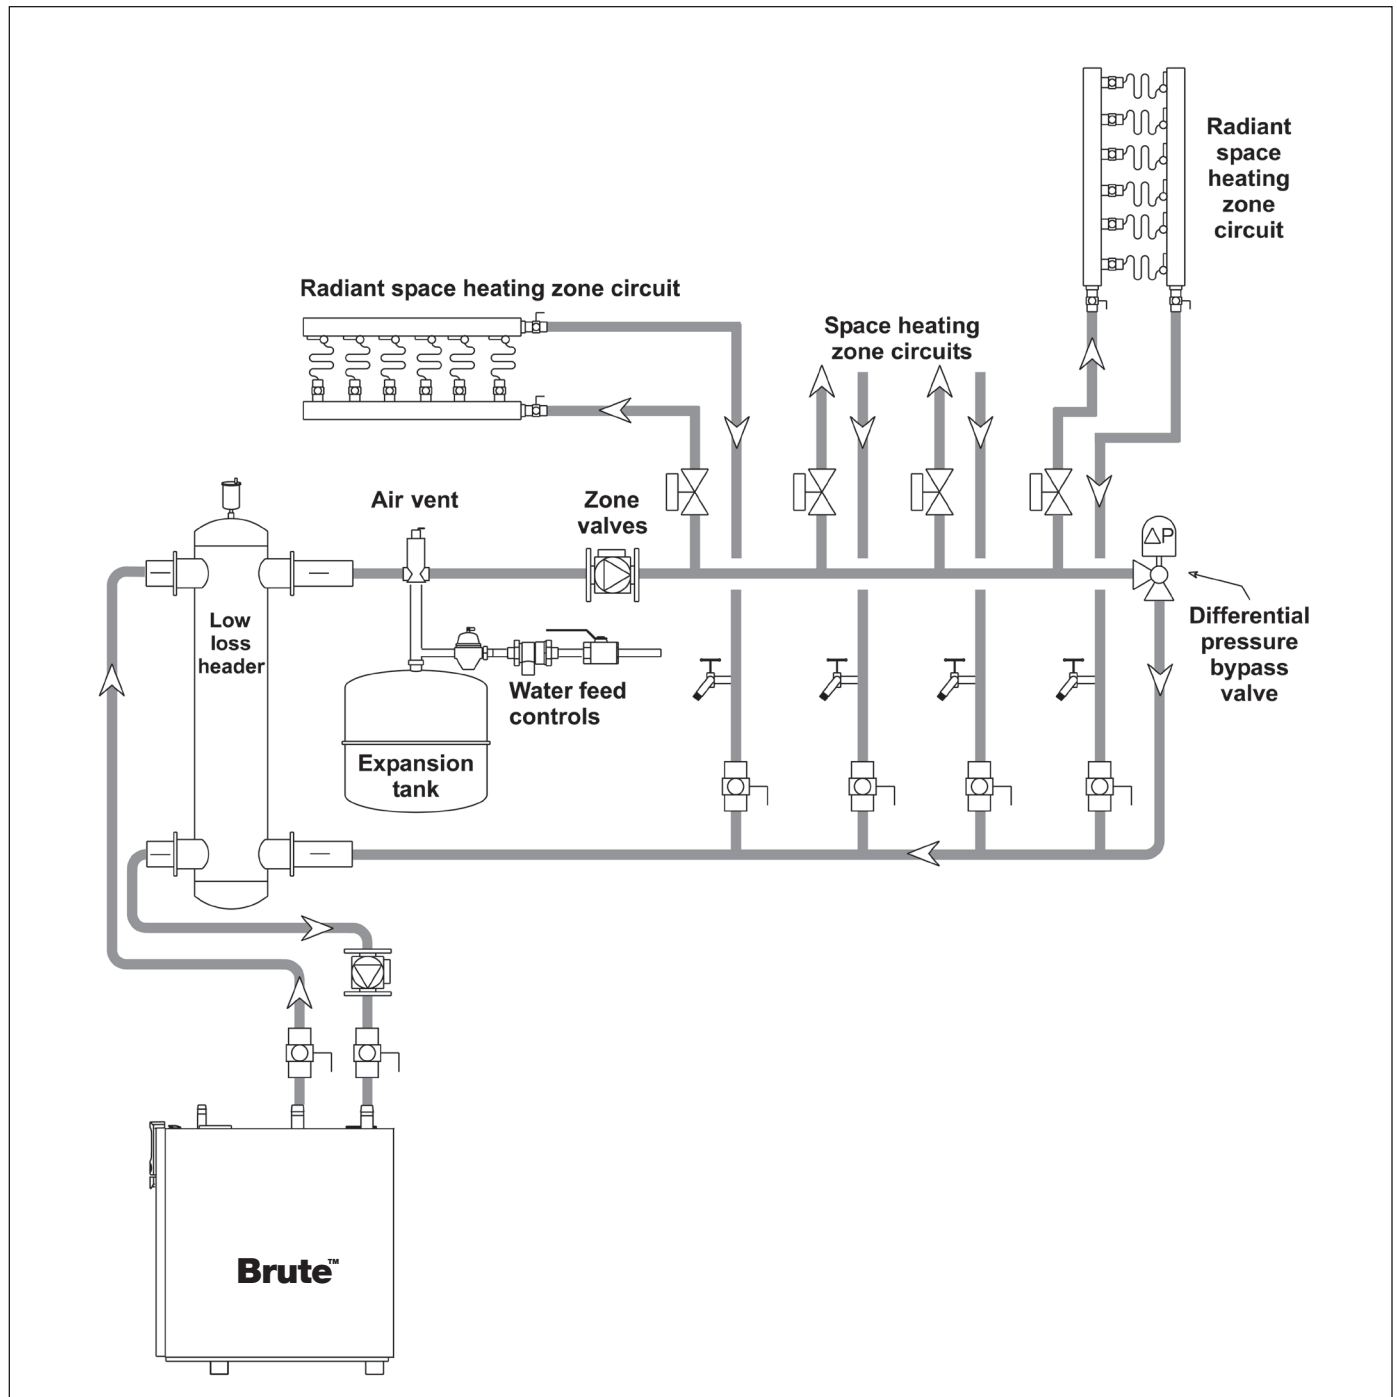 Radiant
space
heating
zone
circuit
Radiant space heating zone circuit
Space heating
zone circuits
Air vent
Zone
valves
ΔP
Low
loss
header
Differential
pressure
bypass
valve
Water feed
controls
Expansion
tank
Brute™